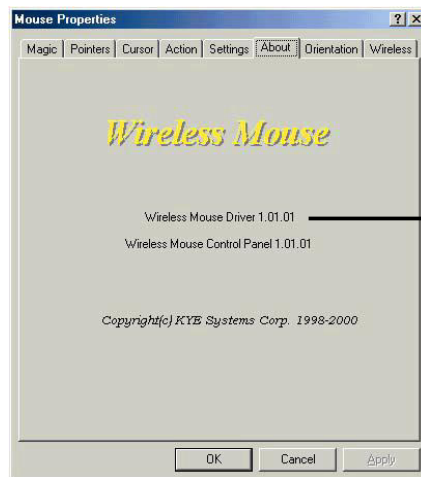 Mouse Properties
Magic Pointers Cursor Action Settings About Orientation Wireless
Wireless Mouse
Wireless Mouse Driver 1.01.01
Wireless Mouse Control Panel 1.01.01
Copyright(c) KYE Systems Corp. 1998-2000
OK Cancel Apply